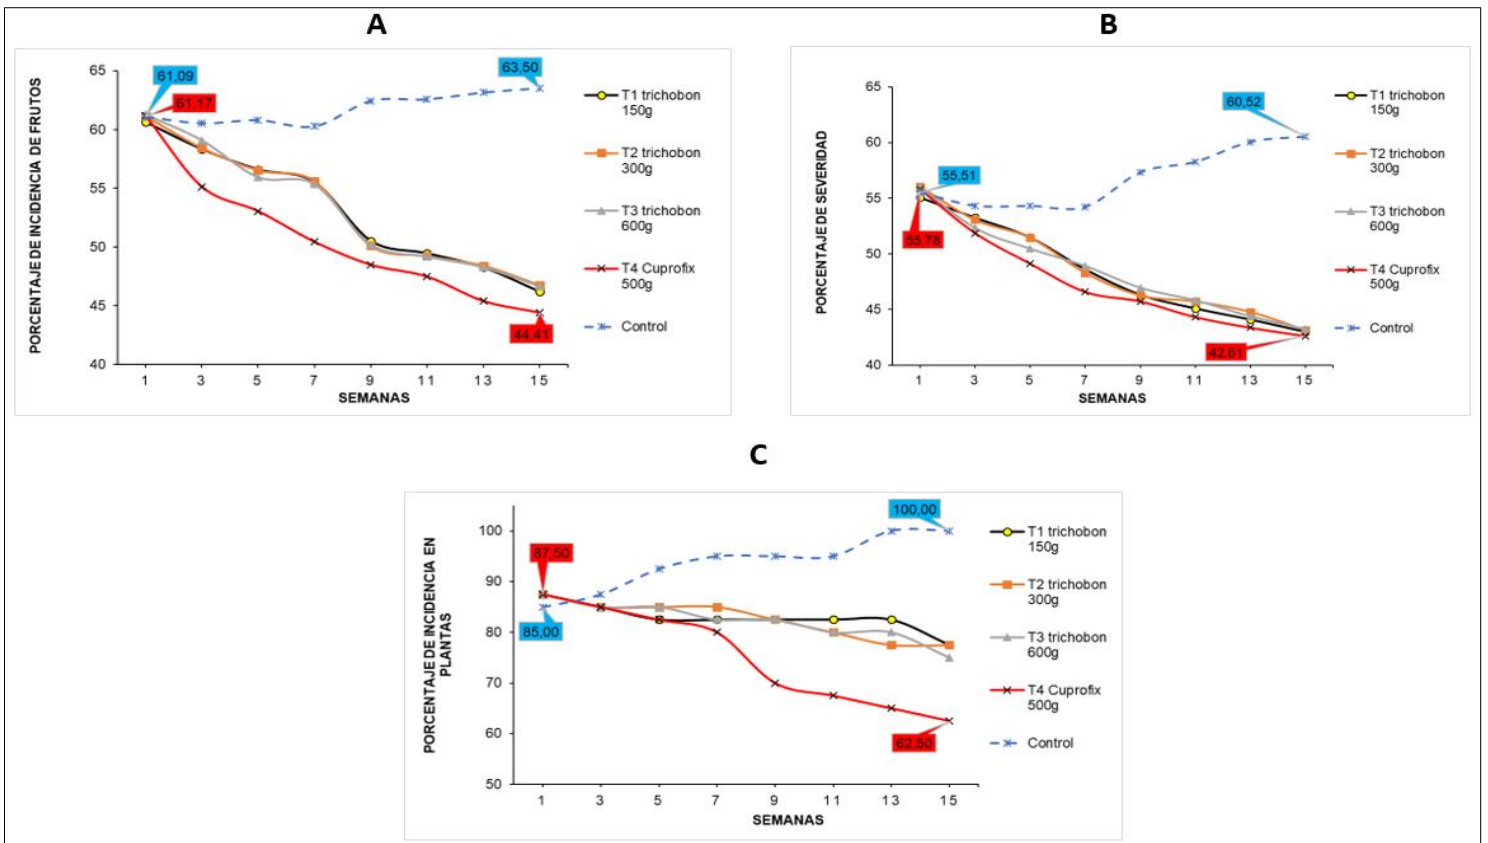 A
PORCENTAJE DE INCIDENCIA DE FRUTOS
65
60
55
50
45
40
61,09
61,17
63,50
44,41
1 3 5 7 9 11 13 15
SEMANAS
T1 trichobon
150g
T2 trichobon
300g
T3 trichobon
600g
T4 Cuprofix
500g
Control
B
PORCENTAJE DE SEVERIDAD
65
60
55
50
45
40
55,51
55,78
60,52
42,61
1 3 5 7 9 11 13 15
SEMANAS
T1 trichobon
150g
T2 trichobon
300g
T3 trichobon
600g
T4 Cuprofix
500g
Control
C
PORCENTAJE DE INCIDENCIA EN
PLANTAS
100
90
80
70
60
50
87,50
85,00
100,00
62,50
1 3 5 7 9 11 13 15
SEMANAS
T1 trichobon
150g
T2 trichobon
300g
T3 trichobon
600g
T4 Cuprofix
500g
Control